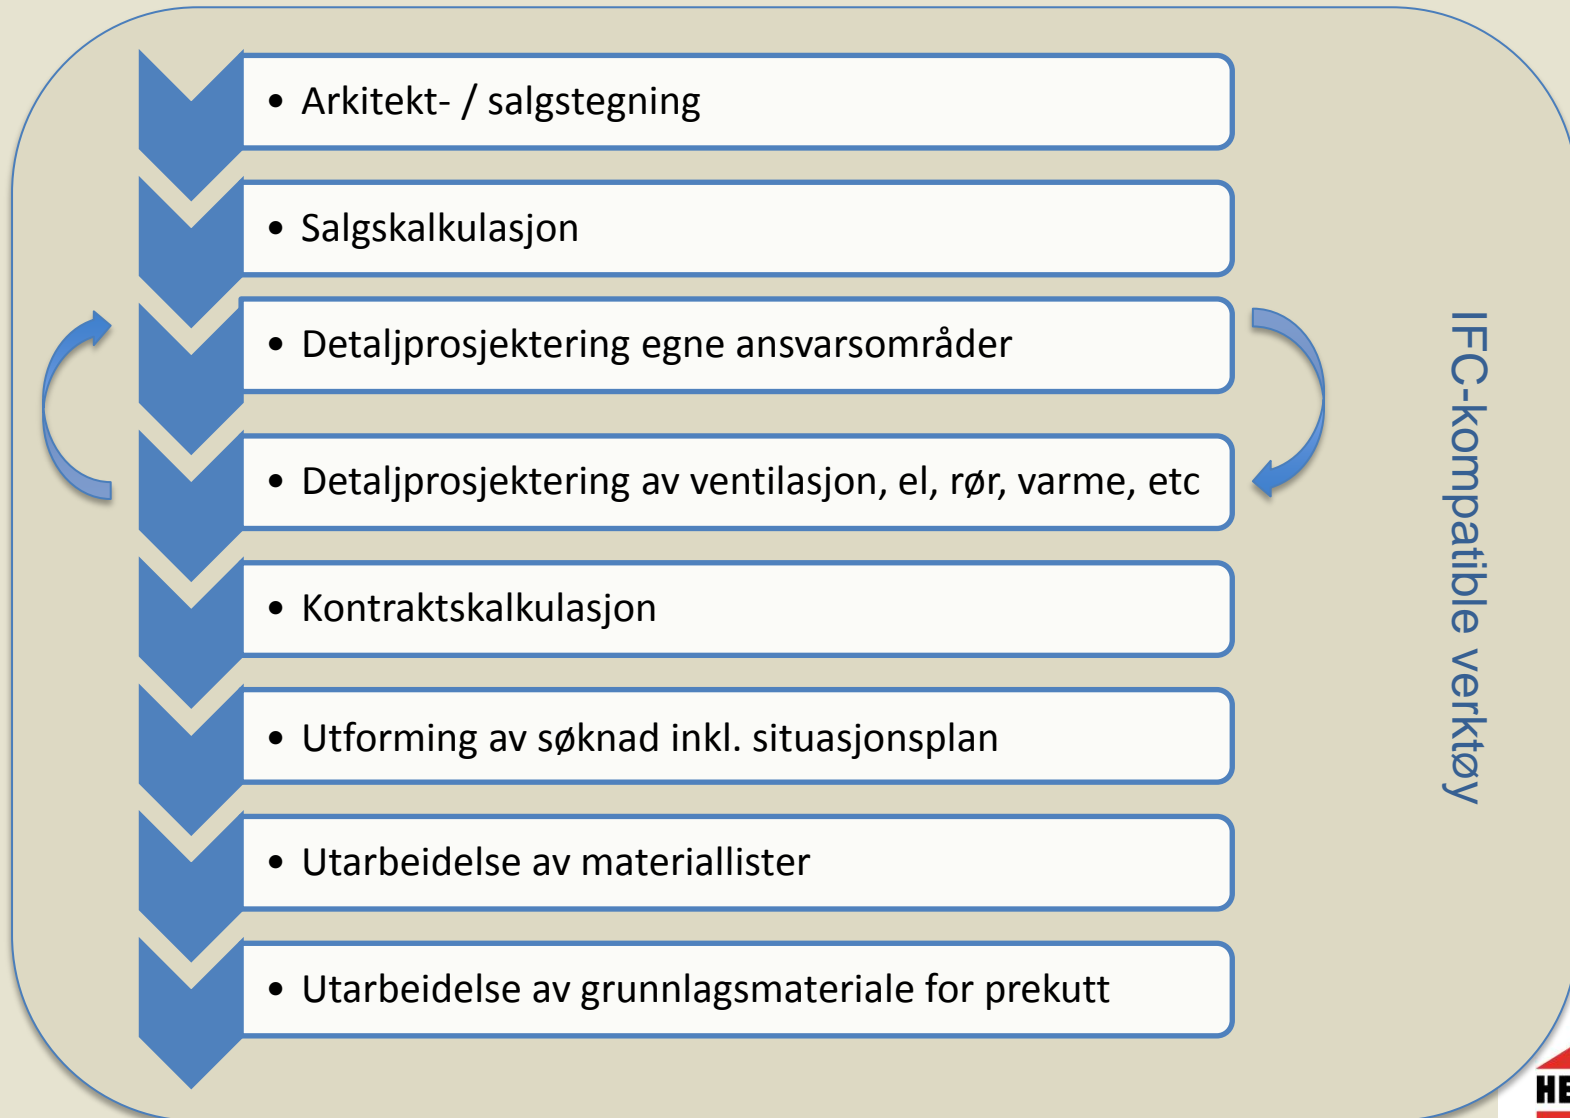 • Arkitekt- / salgstegning
• Salgskalkulasjon
• Detaljprosjektering egne ansvarsområder
• Detaljprosjektering av ventilasjon, el, rør, varme, etc
• Kontraktskalkulasjon
• Utforming av søknad inkl. situasjonsplan
• Utarbeidelse av materiallister
• Utarbeidelse av grunnlagsmateriale for prekutt
IFC-kompatible verktøy